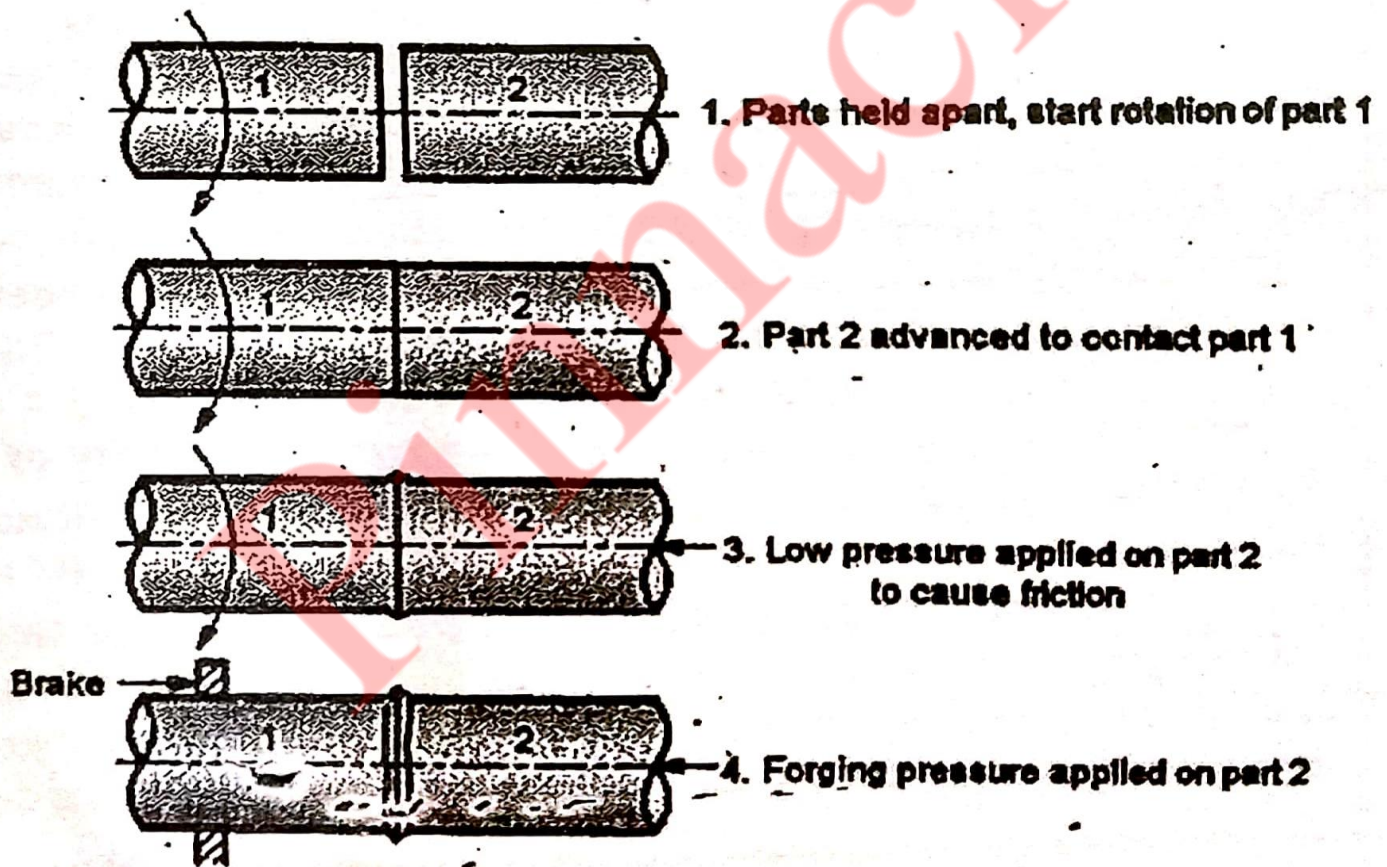 1 2
1. Parts held apart, start rotation of part 1
1 2
2. Part 2 advanced to contact part 1
1 2
3. Low pressure applied on part 2
to cause friction
Brake
1 2
4. Forging pressure applied on part 2